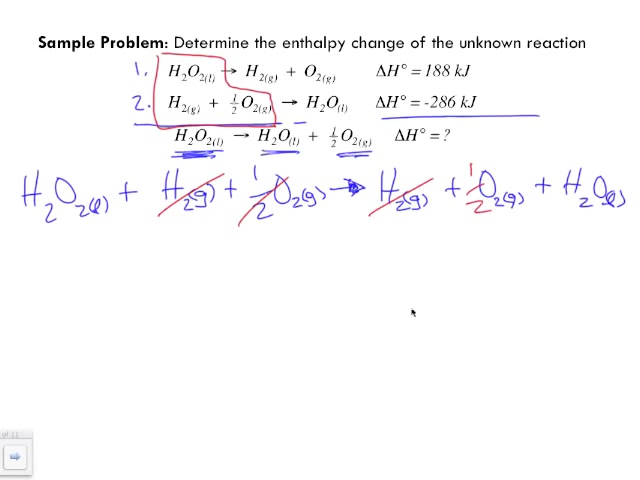 Sample Problem: Determine the enthalpy change of the unknown reaction
1. H₂O₂₍ₗ₎ → H₂(g) + O₂(g) ΔH° = 188 kJ
2. H₂(g) + ½O₂(g) → H₂O(l) ΔH° = -286 kJ
H₂O₂(l) → H₂O(l) + ½O₂(g) ΔH° = ?
H₂O₂(l) + H₂(g) + ½O₂(g) → H₂(g) + ½O₂(g) + H₂O(l)
of 11